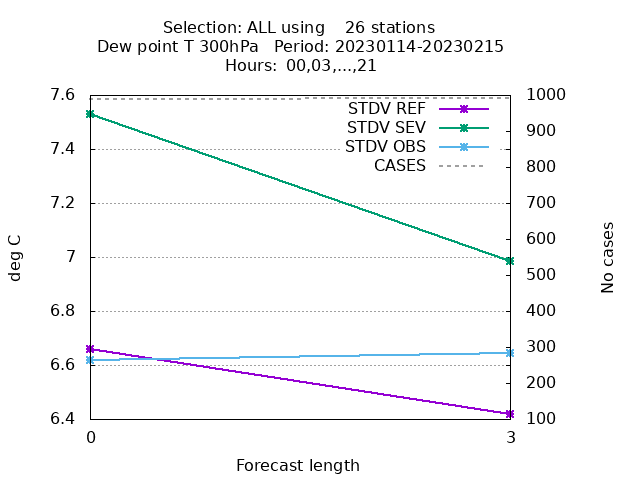 Selection: ALL using    26 stations
Dew point T 300hPa   Period: 20230114-20230215
Hours: 00,03,...,21
7.6
7.4
7.2
7
6.8
6.6
6.4
1000
900
800
700
600
500
400
300
200
100
STDV REF
STDV SEV
STDV OBS
CASES
deg C
No cases
0
3
Forecast length